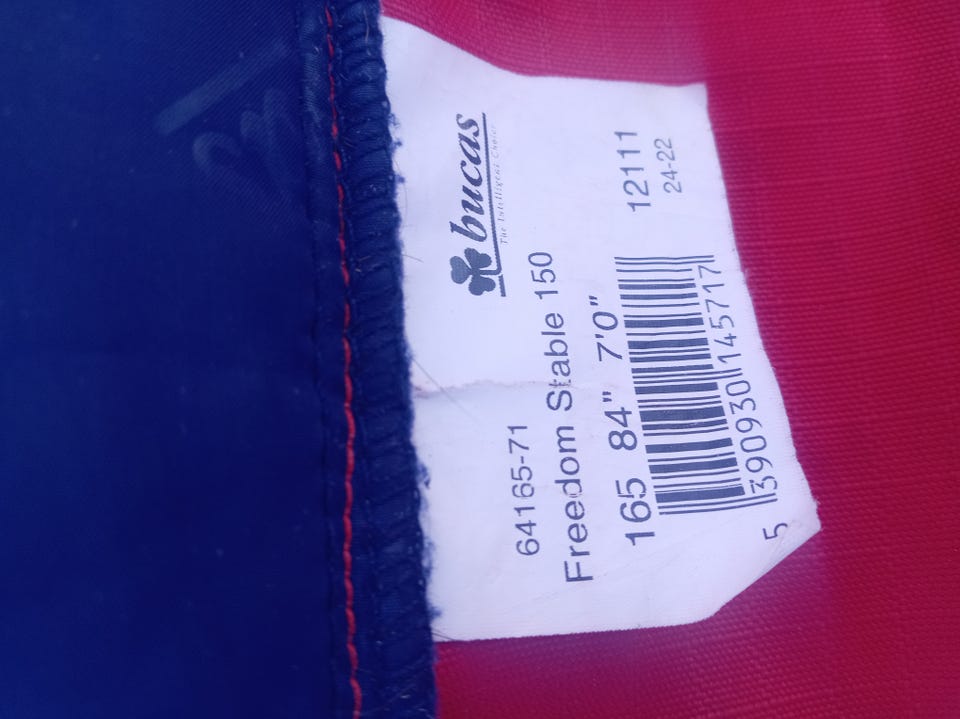 bucas
The Intelligent Choice
64165-71
Freedom Stable 150
165 84" 7'0"
12111
24-22
5 390930 145717